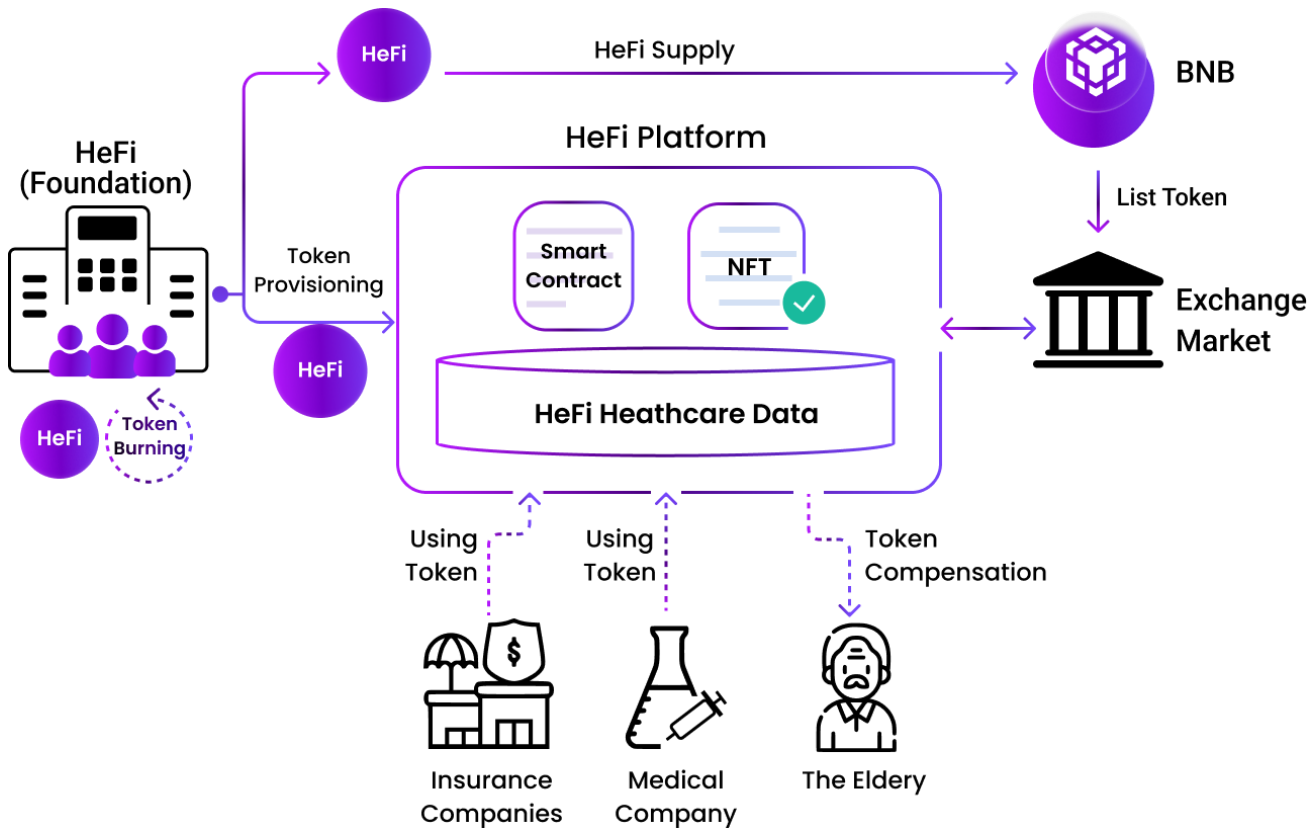 HeFi
HeFi Supply
BNB
HeFi Platform
HeFi
(Foundation)
List Token
Token
Provisioning
Smart
Contract
NFT
Exchange
Market
HeFi
HeFi Heathcare Data
HeFi
Token
Burning
Using
Token
Using
Token
Token
Compensation
$
Insurance
Companies
Medical
Company
The Eldery